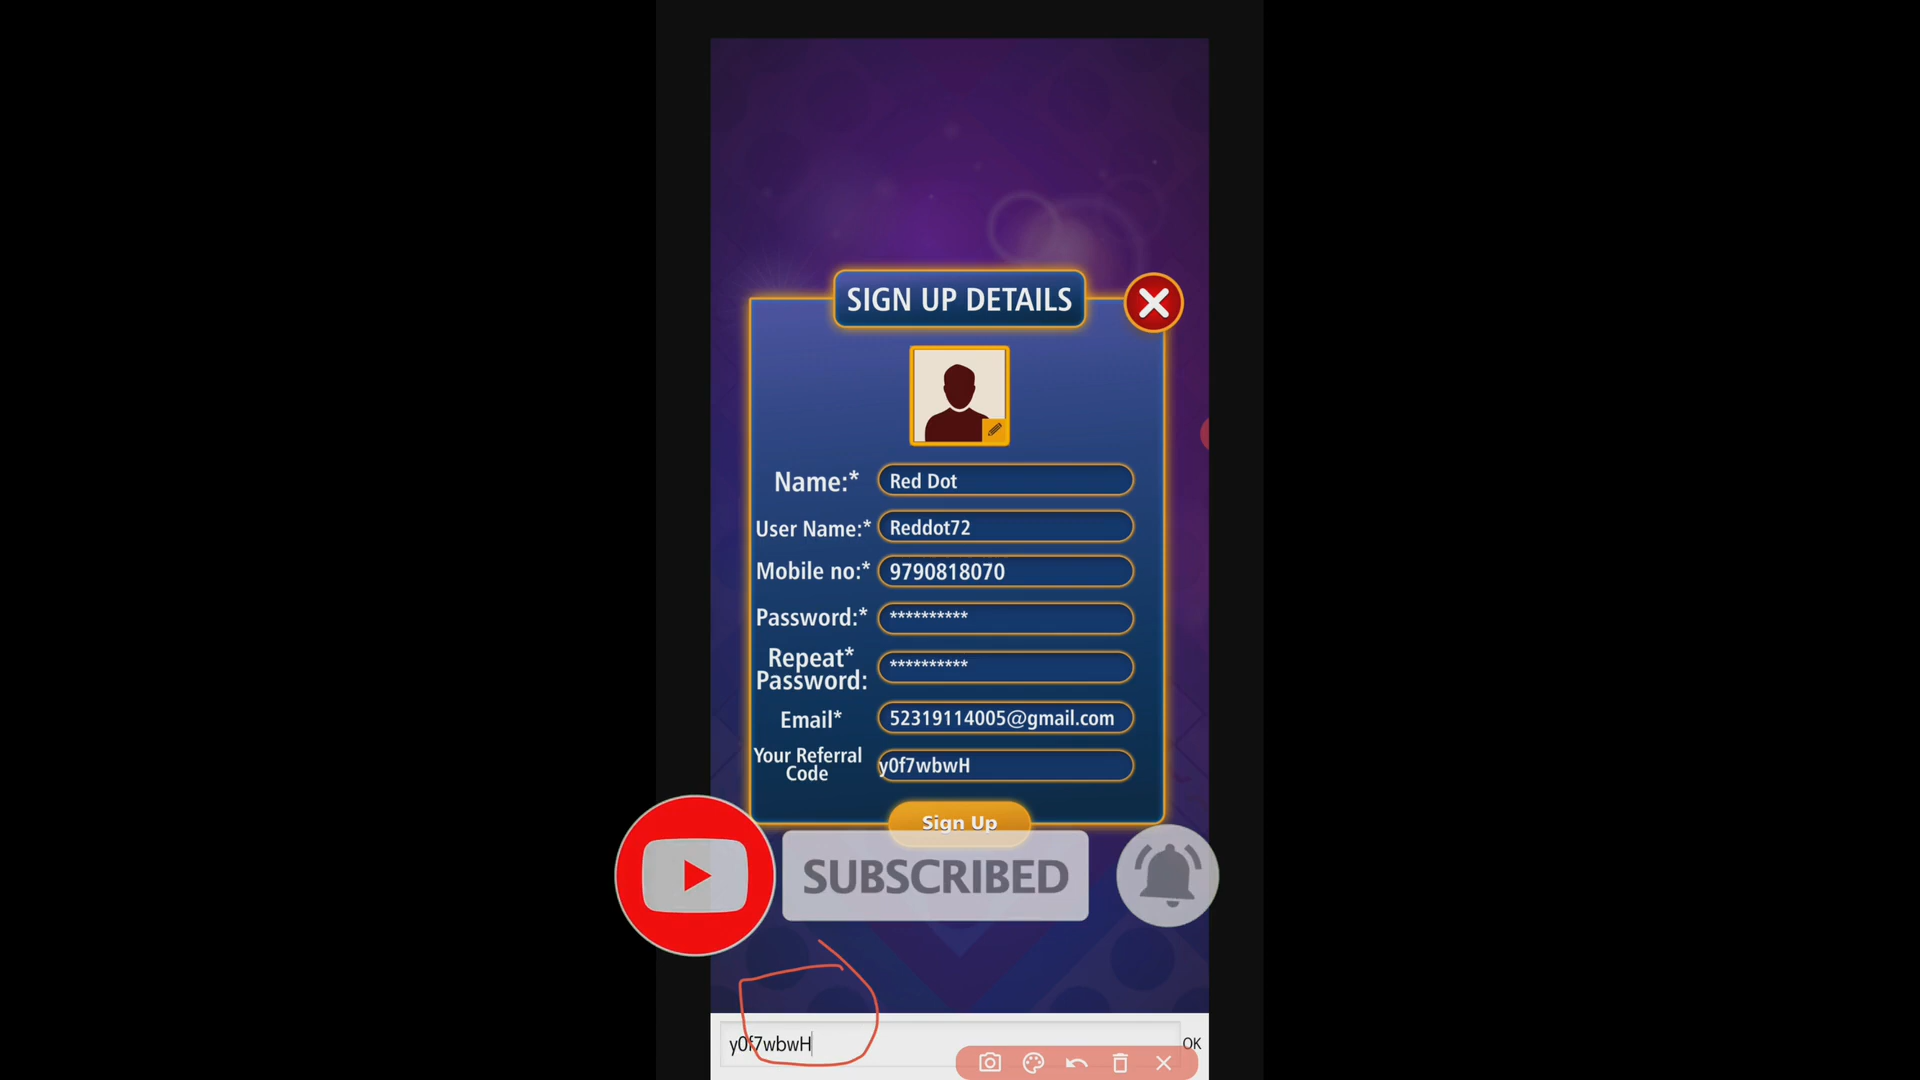 SIGN UP DETAILS
Name:* Red Dot
User Name:* Reddot72
Mobile no:* 9790818070
Password:* **********
Repeat*
Password: **********
Email* 52319114005@gmail.com
Your Referral
Code y0f7wbwH
Sign Up
SUBSCRIBED
y0f7wbwH
OK